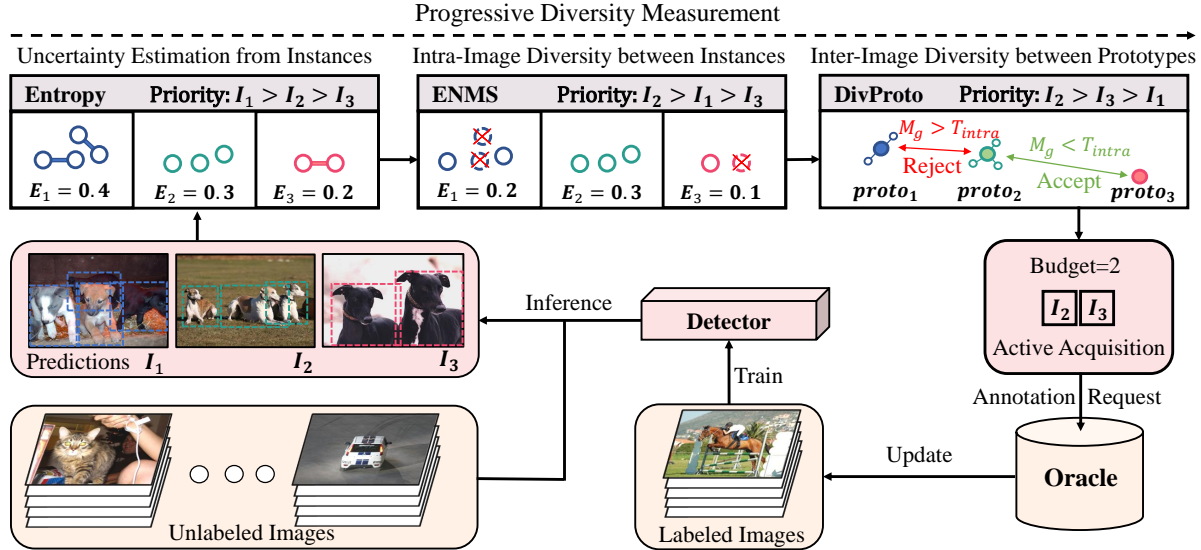 Progressive Diversity Measurement
Uncertainty Estimation from Instances
Intra-Image Diversity between Instances
Inter-Image Diversity between Prototypes
Entropy
Priority: I₁ > I₂ > I₃
ENMS
Priority: I₂ > I₁ > I₃
DivProto
Priority: I₂ > I₃ > I₁
E₁ = 0.4
E₂ = 0.3
E₃ = 0.2
E₁ = 0.2
E₂ = 0.3
E₃ = 0.1
M_g > T_intra
Reject
M_g < T_intra
Accept
proto₁
proto₂
proto₃
Predictions
I₁
I₂
I₃
Inference
Detector
Budget=2
I₂
I₃
Active Acquisition
Train
Annotation
Request
Unlabeled Images
Labeled Images
Update
Oracle